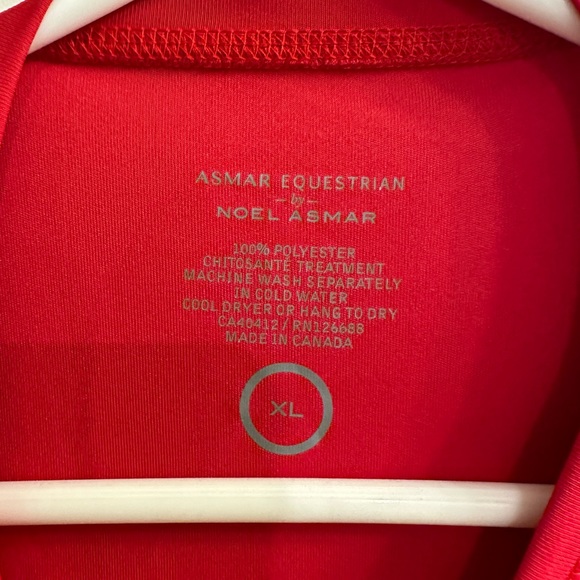 ASMAR EQUESTRIAN
- by -
NOEL ASMAR
100% POLYESTER
CHITOSANTE TREATMENT
MACHINE WASH SEPARATELY
IN COLD WATER
COOL DRYER OR HANG TO DRY
CA40412 / RN126688
MADE IN CANADA
XL